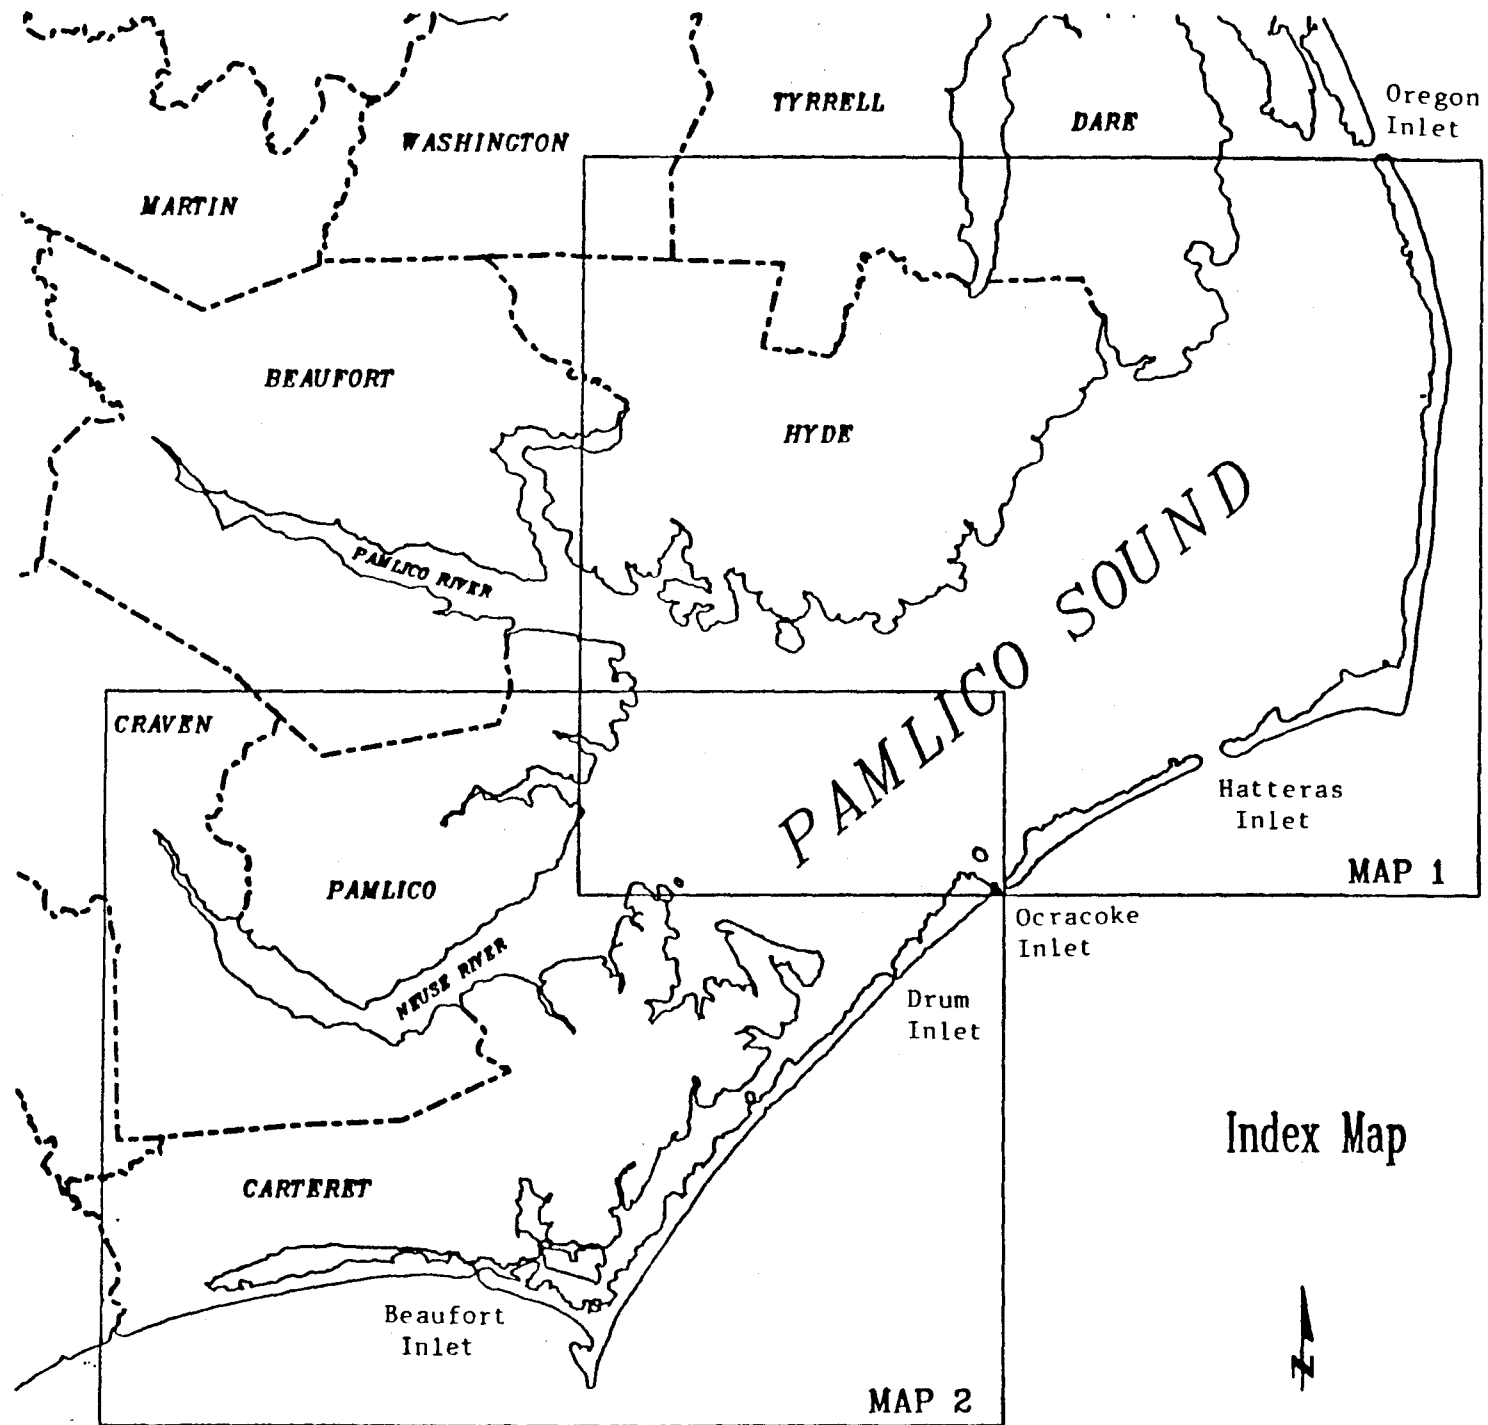 TYRRELL
DARE
Oregon
Inlet
WASHINGTON
MARTIN
BEAUFORT
HYDE
PAMLICO RIVER
PAMLICO SOUND
CRAVEN
Hatteras
Inlet
PAMLICO
MAP 1
Ocracoke
Inlet
NEUSE RIVER
Drum
Inlet
Index Map
CARTERET
Beaufort
Inlet
N
MAP 2